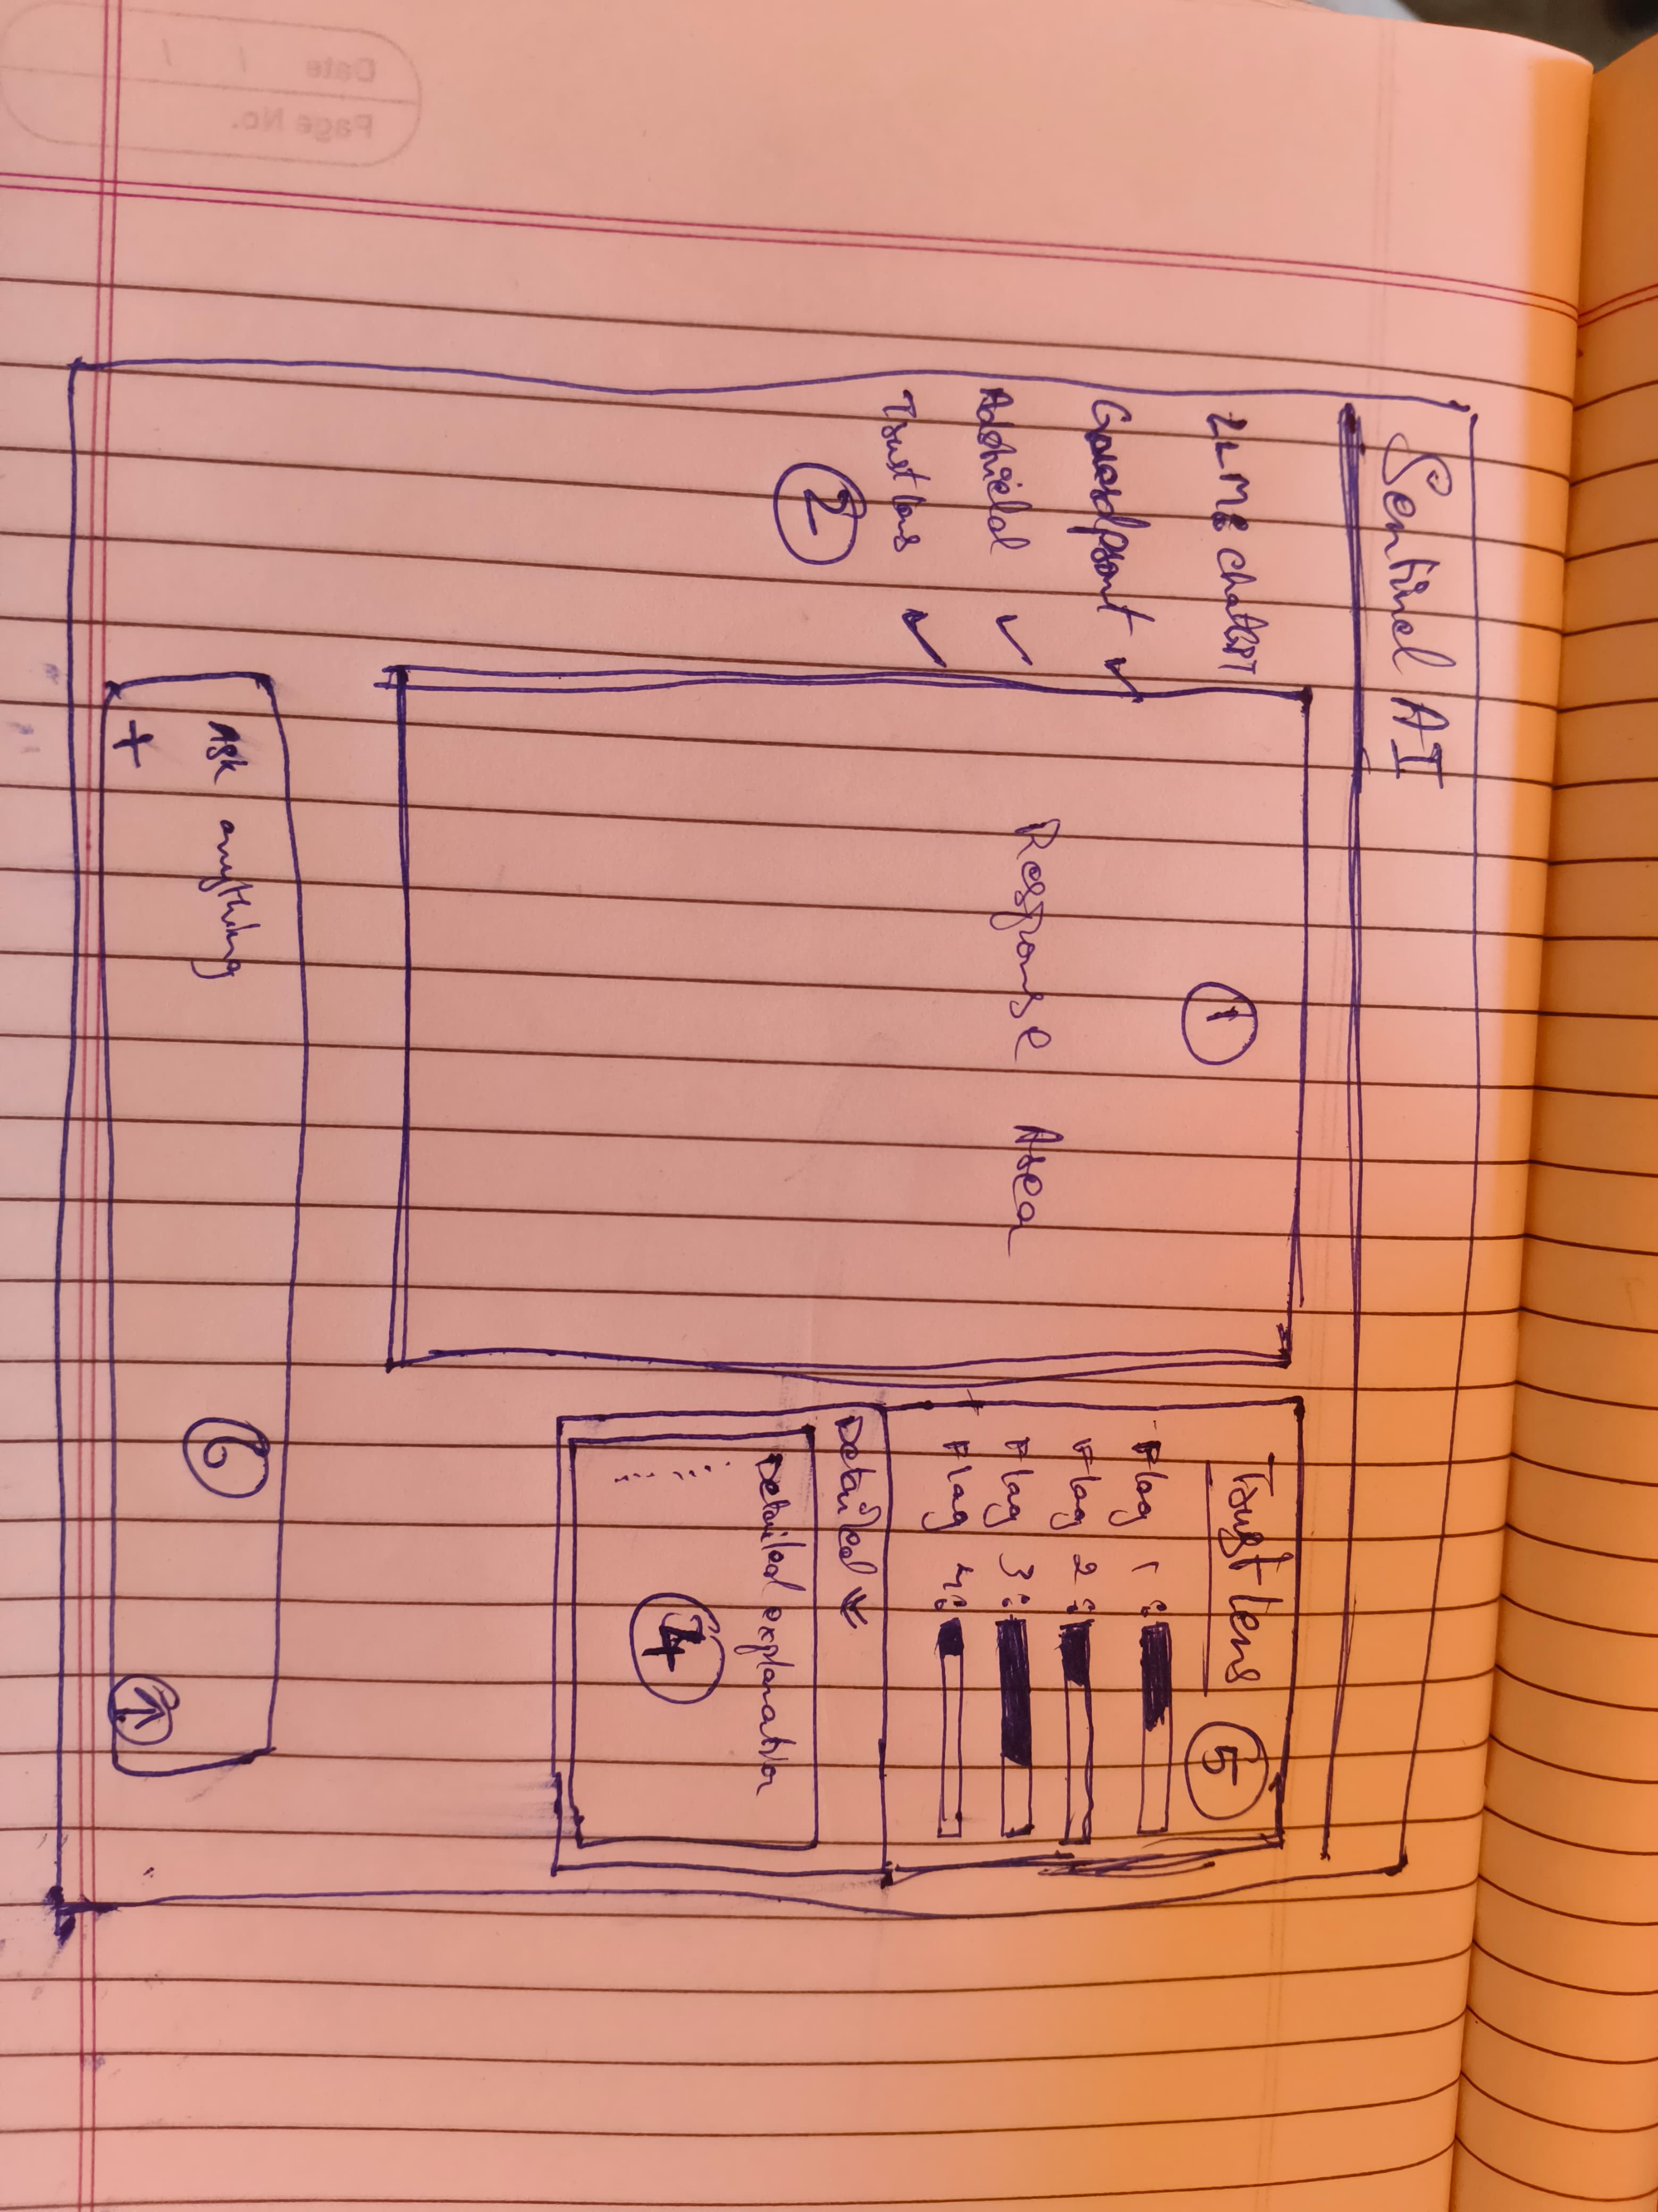 Sentinel AI
LLMs ChatGPT
Guardpoint ✓
Adshield ✓
Trust lens ✓
2
1
Response Area
Trust lens
5
Flag 1:
Flag 2:
Flag 3:
Flag 4:
Detailed
Detailed explanation
4
Ask anything
+
6
Date / /
Page No.